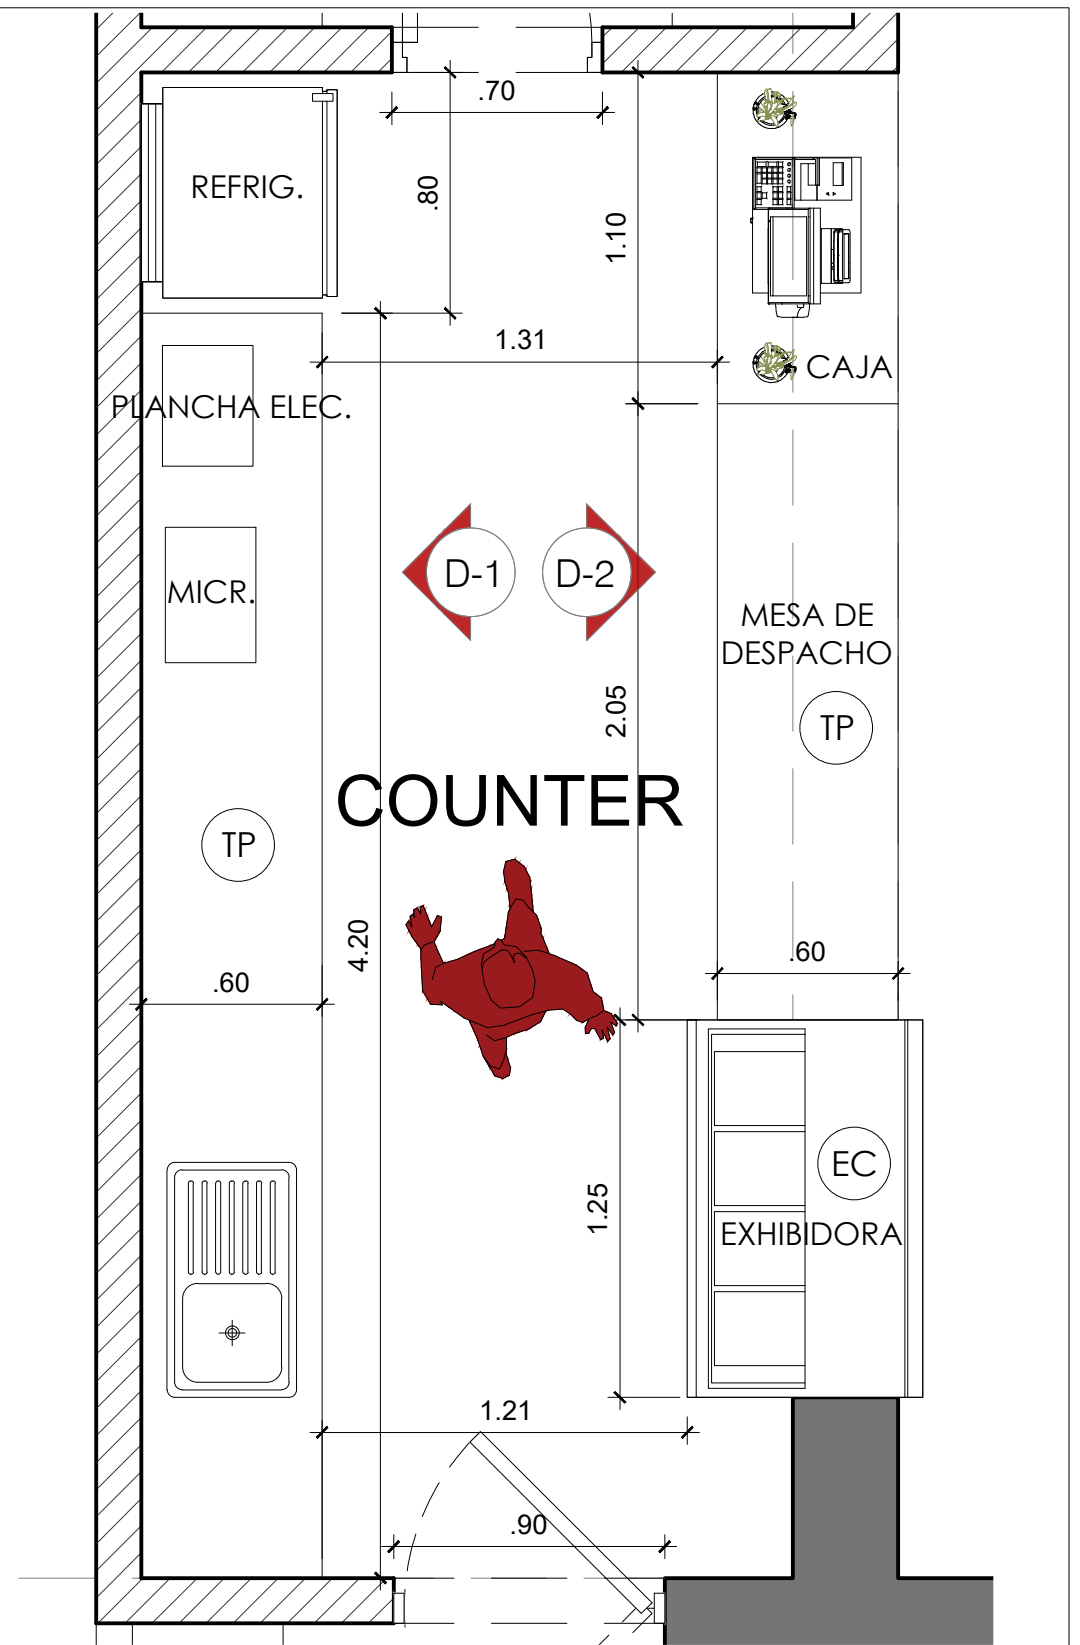 .70
REFRIG.
.80
1.10
1.31
CAJA
PLANCHA ELEC.
D-1
D-2
MICR.
MESA DE
DESPACHO
2.05
TP
COUNTER
TP
4.20
.60
.60
EC
1.25
EXHIBIDORA
1.21
.90